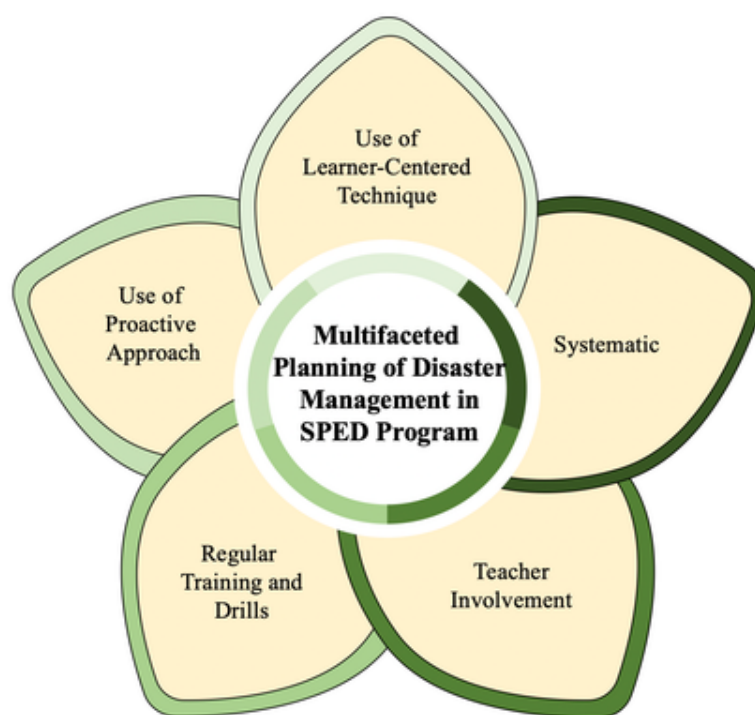 Use of
Learner-Centered
Technique
Use of
Proactive
Approach
Multifaceted
Planning of Disaster
Management in
SPED Program
Systematic
Regular
Training and
Drills
Teacher
Involvement